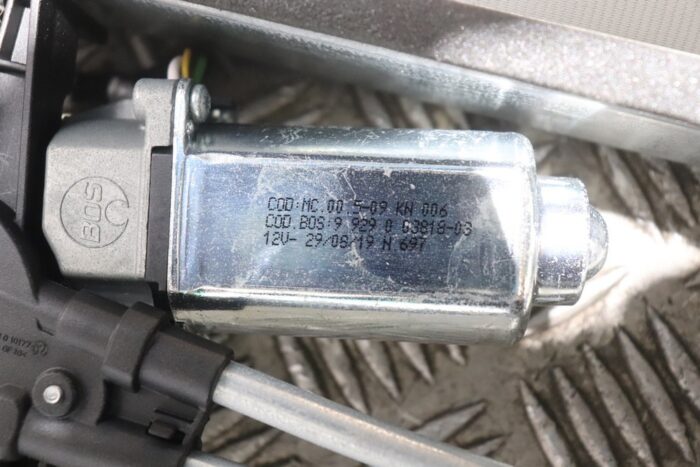 BOS
COD:MC.00 5-09 KN 006
COD.BOS:9 929 0 03818-03
12V- 29/08/19 N 697